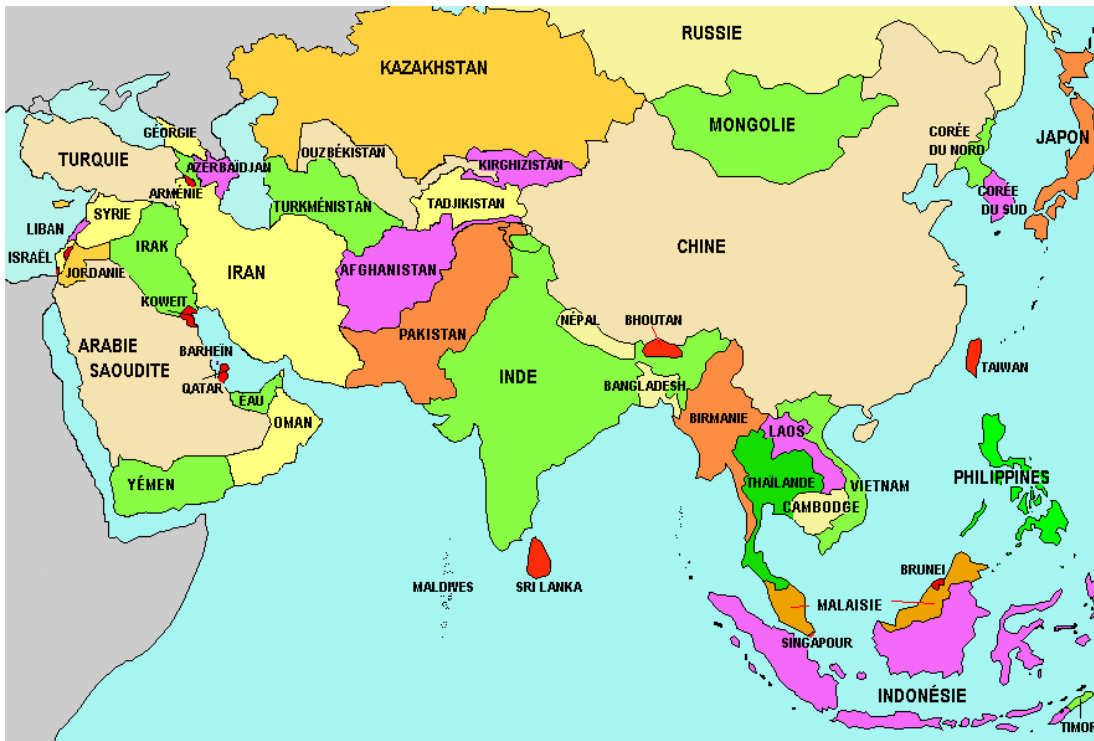 RUSSIE
KAZAKHSTAN
MONGOLIE
GÉORGIE
CORÉE
DU NORD
JAPON
TURQUIE
OUZBÉKISTAN
AZERBAÏDJAN
KIRGHIZISTAN
ARMÉNIE
TADJIKISTAN
CORÉE
DU SUD
SYRIE
TURKMÉNISTAN
LIBAN
IRAK
CHINE
ISRAËL
JORDANIE
IRAN
AFGHANISTAN
KOWEIT
NÉPAL
BHOUTAN
PAKISTAN
ARABIE
SAOUDITE
BARHEÏN
QATAR
INDE
BANGLADESH
TAIWAN
EAU
OMAN
BIRMANIE
LAOS
YÉMEN
THAÏLANDE
VIETNAM
PHILIPPINES
CAMBODGE
BRUNEI
MALDIVES
SRI LANKA
MALAISIE
SINGAPOUR
INDONÉSIE
TIMOR